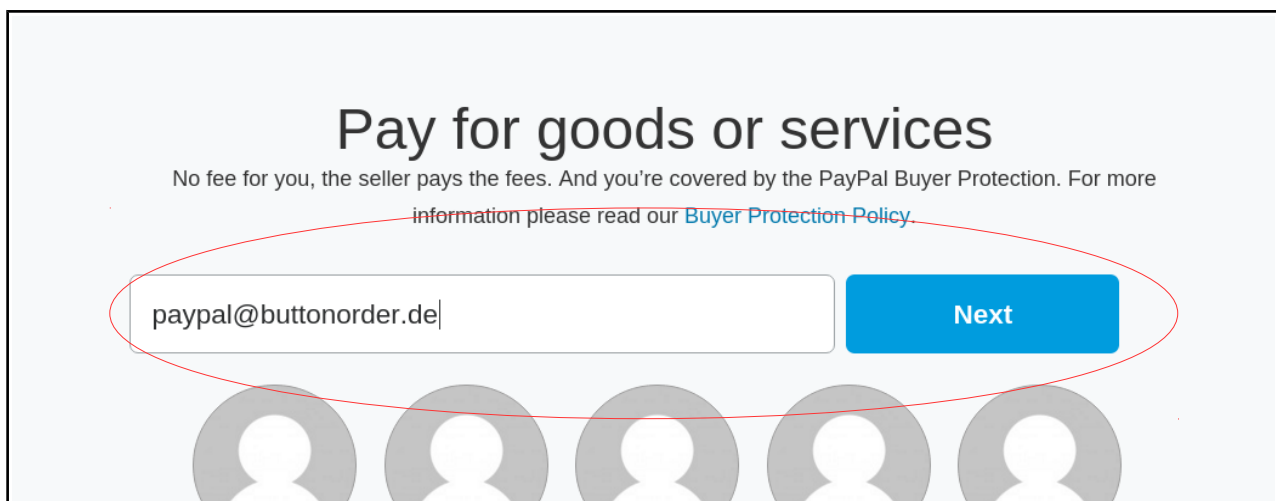 Pay for goods or services
No fee for you, the seller pays the fees. And you’re covered by the PayPal Buyer Protection. For more
information please read our Buyer Protection Policy.
paypal@buttonorder.de
Next